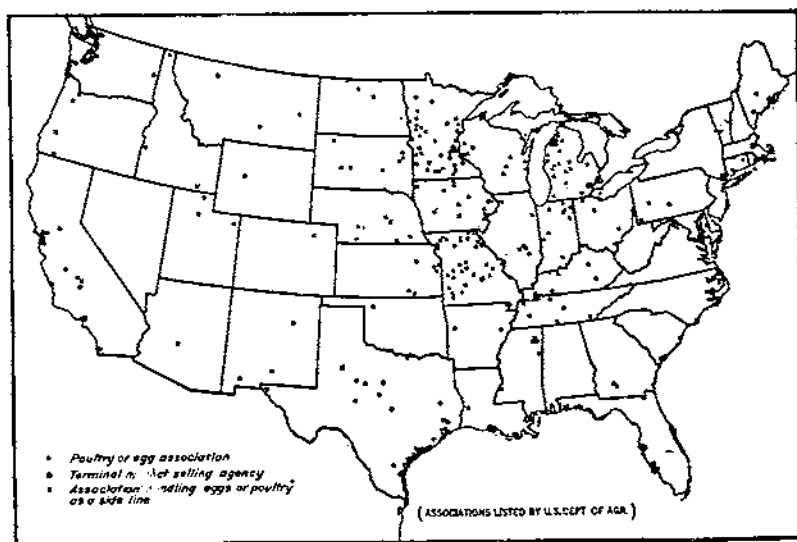 Poultry or egg association
Terminal selling agency
Association eggs or poultry
as a side line
(ASSOCIATIONS LISTED BY U.S. DEPT. OF AGR.)